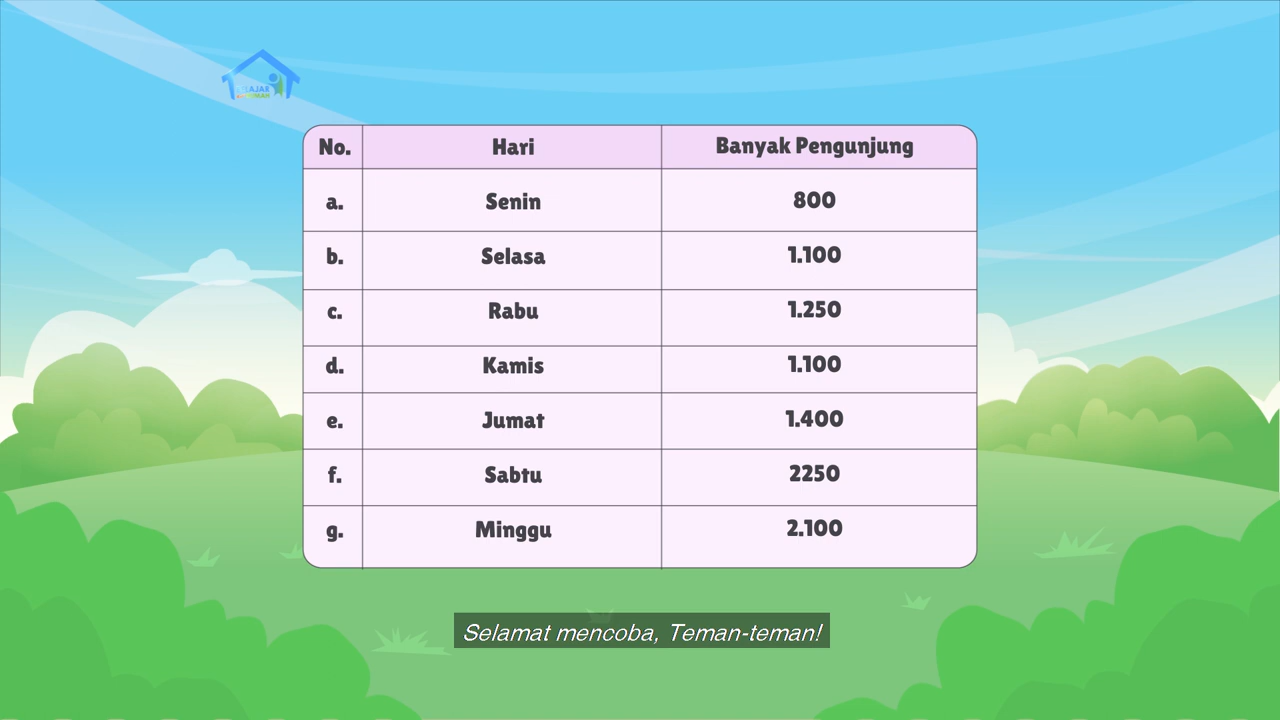 No. Hari Banyak Pengunjung
a. Senin 800
b. Selasa 1.100
c. Rabu 1.250
d. Kamis 1.100
e. Jumat 1.400
f. Sabtu 2250
g. Minggu 2.100
Selamat mencoba, Teman-teman!